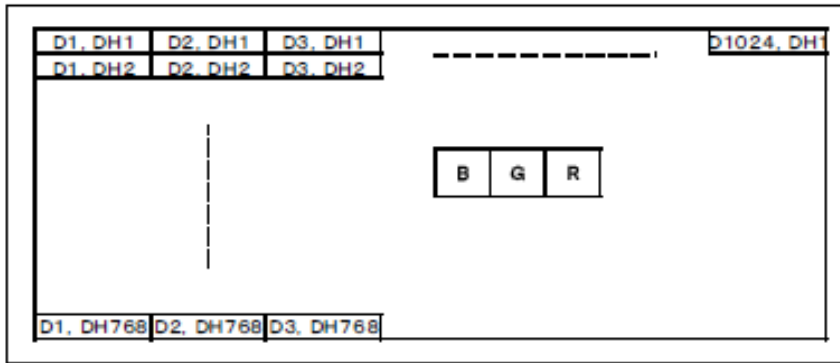 D1, DH1 D2, DH1 D3, DH1 D1024, DH1
D1, DH2 D2, DH2 D3, DH2
B G R
D1, DH768 D2, DH768 D3, DH768